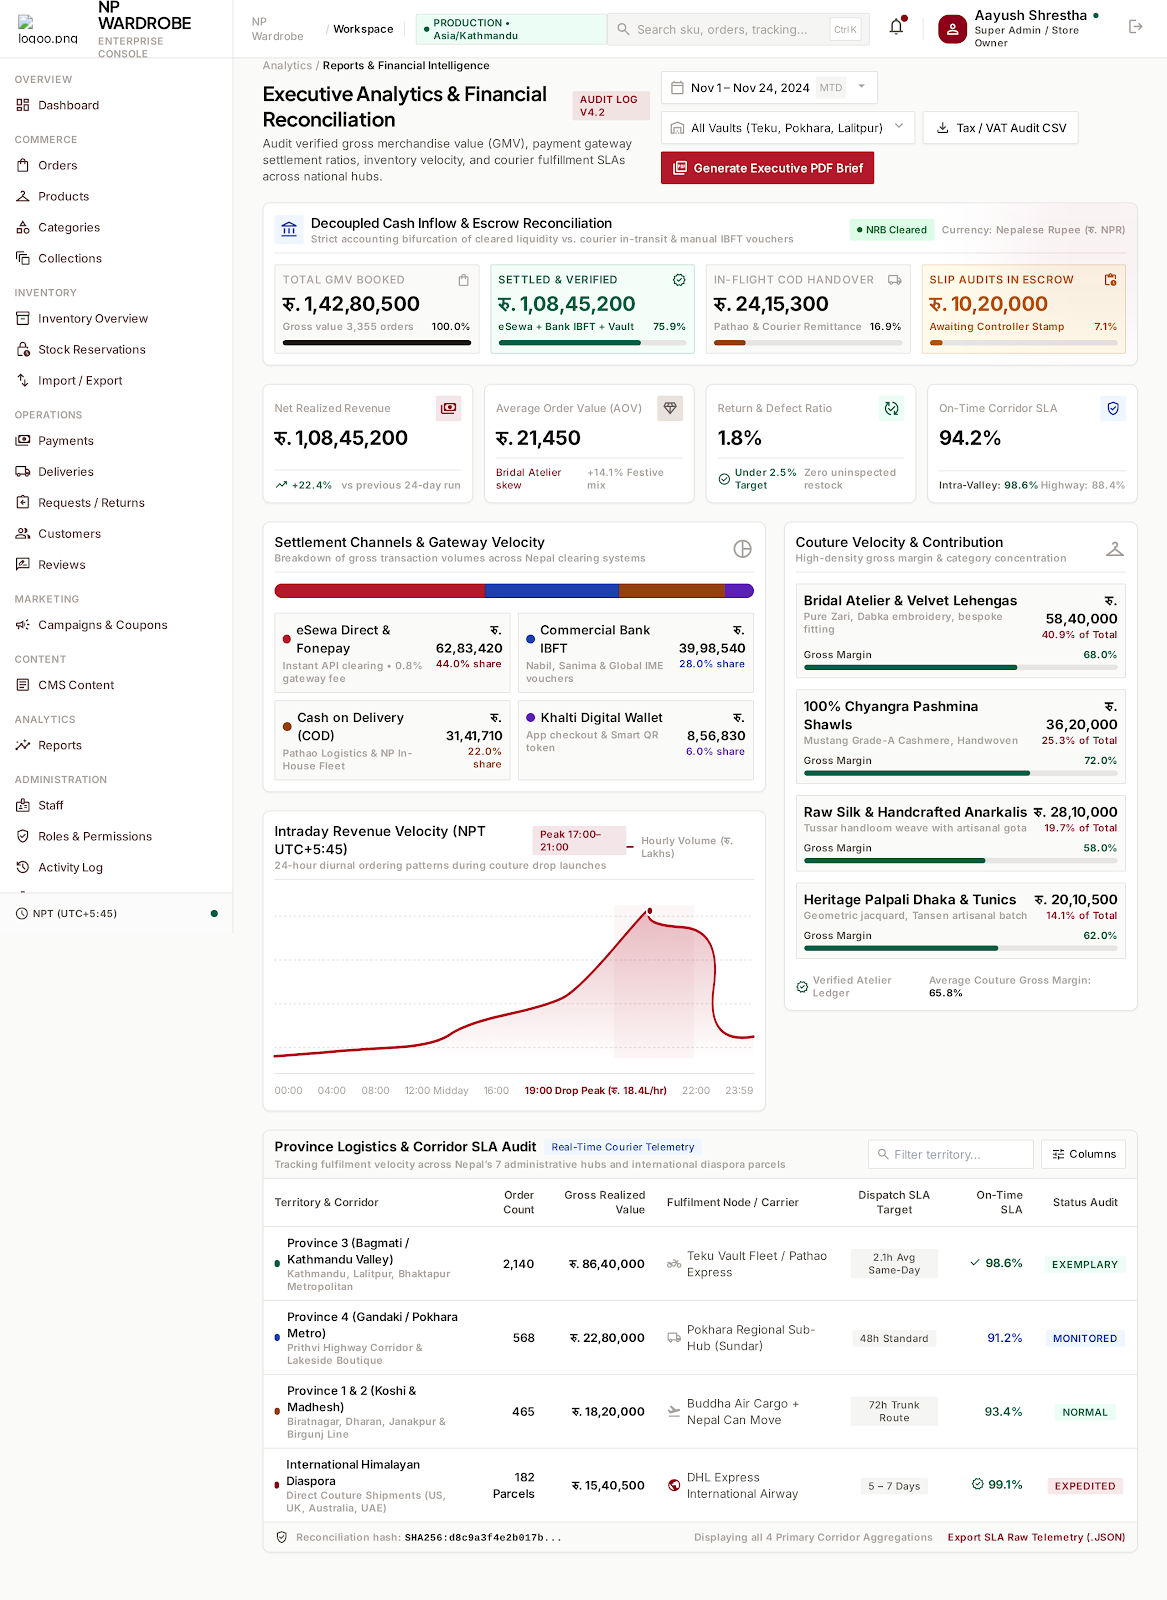 logoo.png
NP WARDROBE
ENTERPRISE CONSOLE
OVERVIEW
Dashboard
COMMERCE
Orders
Products
Categories
Collections
INVENTORY
Inventory Overview
Stock Reservations
Import / Export
OPERATIONS
Payments
Deliveries
Requests / Returns
Customers
Reviews
MARKETING
Campaigns & Coupons
CONTENT
CMS Content
ANALYTICS
Reports
ADMINISTRATION
Staff
Roles & Permissions
Activity Log
NPT (UTC+5:45)
NP Wardrobe / Workspace
PRODUCTION • Asia/Kathmandu
Search sku, orders, tracking...
Ctrl K
Aayush Shrestha
Super Admin / Store Owner
Analytics / Reports & Financial Intelligence
Executive Analytics & Financial Reconciliation
AUDIT LOG V4.2
Audit verified gross merchandise value (GMV), payment gateway
settlement ratios, inventory velocity, and courier fulfillment SLAs
across national hubs.
Nov 1 – Nov 24, 2024 MTD
All Vaults (Teku, Pokhara, Lalitpur)
Tax / VAT Audit CSV
Generate Executive PDF Brief
Decoupled Cash Inflow & Escrow Reconciliation
Strict accounting bifurcation of cleared liquidity vs. courier in-transit & manual IBFT vouchers
NRB Cleared
Currency: Nepalese Rupee (रु. NPR)
TOTAL GMV BOOKED
रु. 1,42,80,500
Gross value 3,355 orders 100.0%
SETTLED & VERIFIED
रु. 1,08,45,200
eSewa + Bank IBFT + Vault 75.9%
IN-FLIGHT COD HANDOVER
रु. 24,15,300
Pathao & Courier Remittance 16.9%
SLIP AUDITS IN ESCROW
रु. 10,20,000
Awaiting Controller Stamp 7.1%
Net Realized Revenue
रु. 1,08,45,200
+22.4% vs previous 24-day run
Average Order Value (AOV)
रु. 21,450
Bridal Atelier skew
+14.1% Festive mix
Return & Defect Ratio
1.8%
Under 2.5% Target
Zero uninspected restock
On-Time Corridor SLA
94.2%
Intra-Valley: 98.6% Highway: 88.4%
Settlement Channels & Gateway Velocity
Breakdown of gross transaction volumes across Nepal clearing systems
eSewa Direct & Fonepay
Instant API clearing • 0.8% gateway fee
रु. 62,83,420
44.0% share
Commercial Bank IBFT
Nabil, Sanima & Global IME vouchers
रु. 39,98,540
28.0% share
Cash on Delivery (COD)
Pathao Logistics & NP In-House Fleet
रु. 31,41,710
22.0% share
Khalti Digital Wallet
App checkout & Smart QR token
रु. 8,56,830
6.0% share
Couture Velocity & Contribution
High-density gross margin & category concentration
Bridal Atelier & Velvet Lehengas
Pure Zari, Dabka embroidery, bespoke fitting
रु. 58,40,000
40.9% of Total
Gross Margin 68.0%
100% Chyangra Pashmina Shawls
Mustang Grade-A Cashmere, Handwoven
रु. 36,20,000
25.3% of Total
Gross Margin 72.0%
Raw Silk & Handcrafted Anarkalis रु. 28,10,000
Tussar handloom weave with artisanal gota 19.7% of Total
Gross Margin 58.0%
Heritage Palpali Dhaka & Tunics रु. 20,10,500
Geometric jacquard, Tansen artisanal batch 14.1% of Total
Gross Margin 62.0%
Verified Atelier Ledger
Average Couture Gross Margin: 65.8%
Intraday Revenue Velocity (NPT UTC+5:45)
24-hour diurnal ordering patterns during couture drop launches
Peak 17:00–21:00
Hourly Volume (रु. Lakhs)
00:00 04:00 08:00 12:00 Midday 16:00 19:00 Drop Peak (रु. 18.4L/hr) 22:00 23:59
Province Logistics & Corridor SLA Audit
Real-Time Courier Telemetry
Tracking fulfilment velocity across Nepal's 7 administrative hubs and international diaspora parcels
Filter territory...
Columns
Territory & Corridor
Order Count
Gross Realized Value
Fulfilment Node / Carrier
Dispatch SLA Target
On-Time SLA
Status Audit
Province 3 (Bagmati / Kathmandu Valley)
Kathmandu, Lalitpur, Bhaktapur Metropolitan
2,140
रु. 86,40,000
Teku Vault Fleet / Pathao Express
2.1h Avg Same-Day
98.6%
EXEMPLARY
Province 4 (Gandaki / Pokhara Metro)
Prithvi Highway Corridor & Lakeside Boutique
568
रु. 22,80,000
Pokhara Regional Sub-Hub (Sundar)
48h Standard
91.2%
MONITORED
Province 1 & 2 (Koshi & Madhesh)
Biratnagar, Dharan, Janakpur & Birgunj Line
465
रु. 18,20,000
Buddha Air Cargo + Nepal Can Move
72h Trunk Route
93.4%
NORMAL
International Himalayan Diaspora
Direct Couture Shipments (US, UK, Australia, UAE)
182 Parcels
रु. 15,40,500
DHL Express International Airway
5 – 7 Days
99.1%
EXPEDITED
Reconciliation hash: SHA256:d8c9a3f4e2b017b...
Displaying all 4 Primary Corridor Aggregations
Export SLA Raw Telemetry (.JSON)